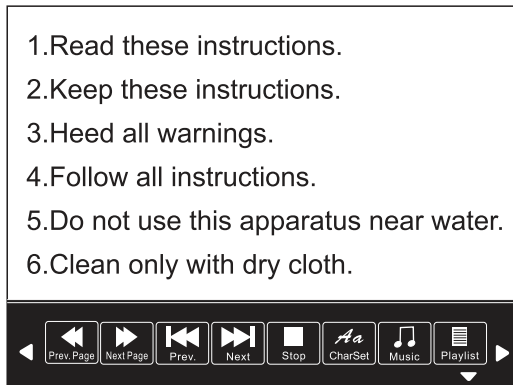 1.Read these instructions.
2.Keep these instructions.
3.Heed all warnings.
4.Follow all instructions.
5.Do not use this apparatus near water.
6.Clean only with dry cloth.
Prev. Page Next Page Prev. Next Stop Aa CharSet Music Playlist